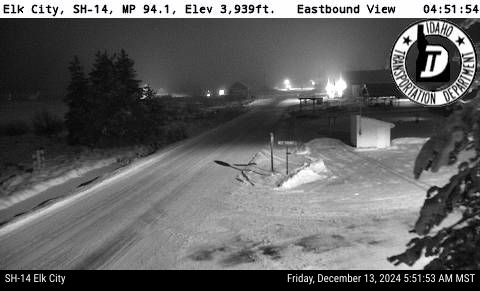 Elk City, SH-14, MP 94.1, Elev 3,939ft.   Eastbound View   04:51:54
IDAHO
TRANSPORTATION DEPARTMENT
SH-14 Elk City
Friday, December 13, 2024 5:51:53 AM MST